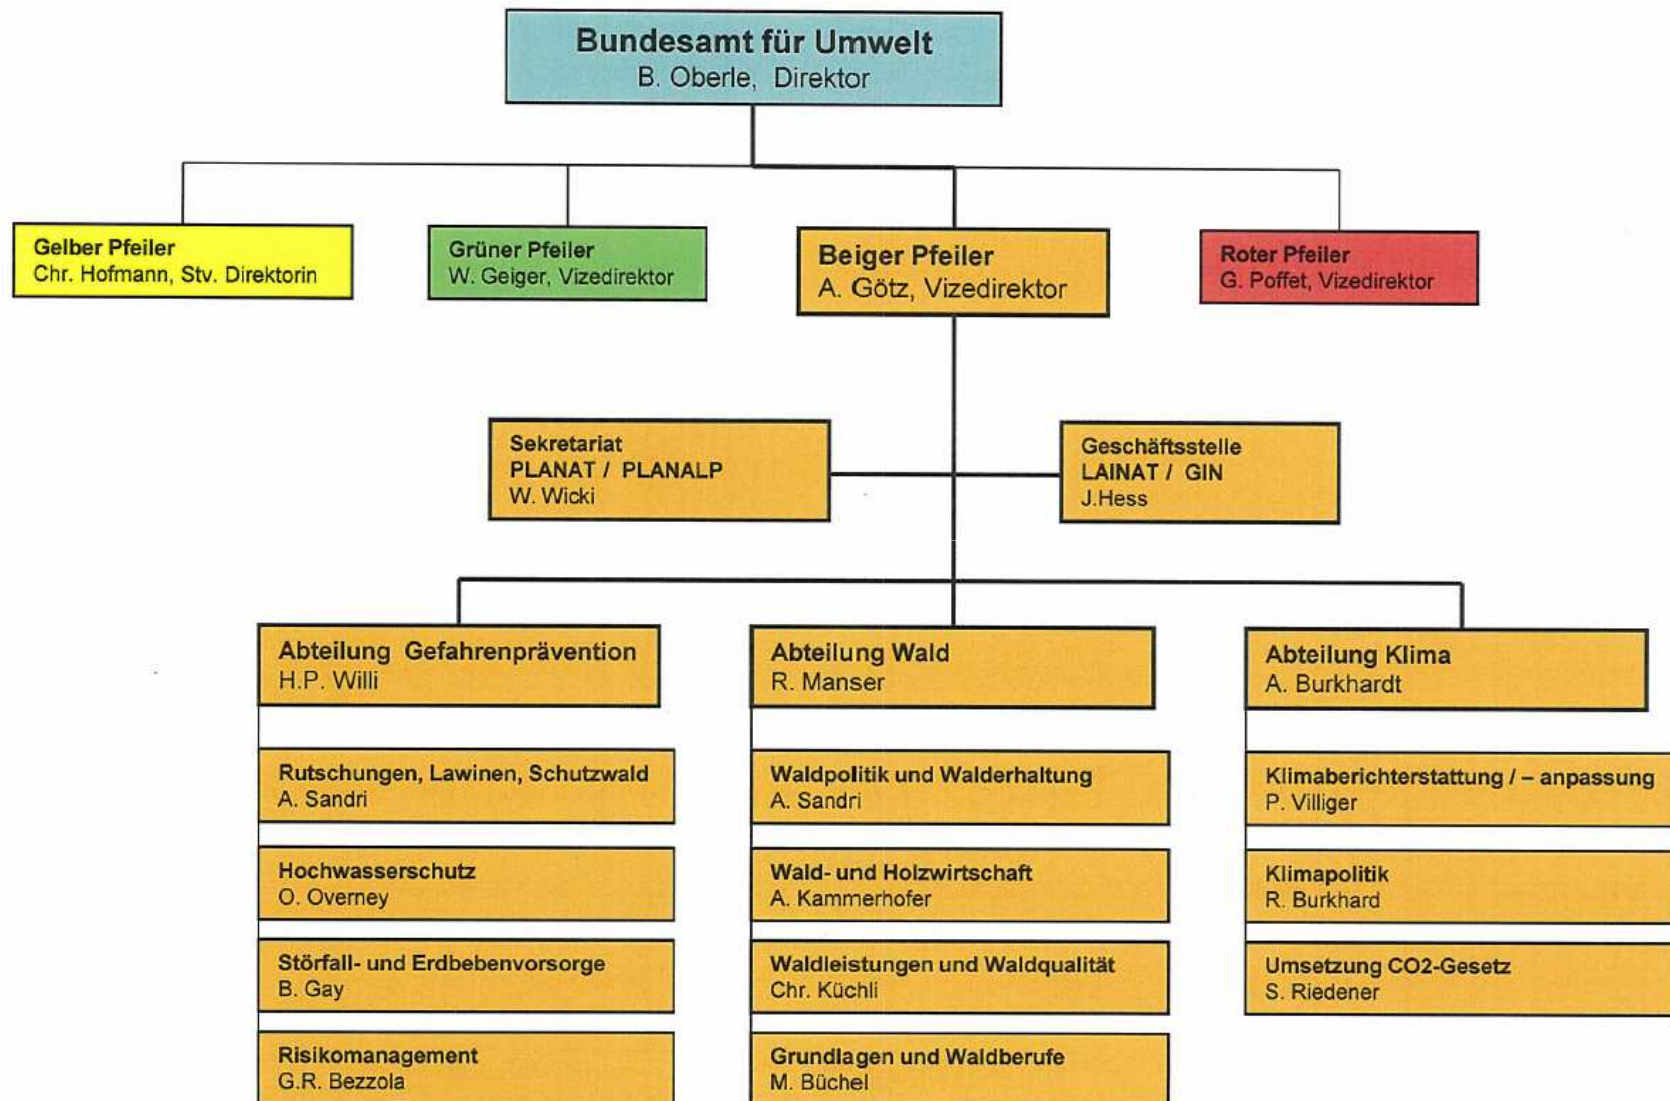 Bundesamt für Umwelt
B. Oberle, Direktor
Gelber Pfeiler
Chr. Hofmann, Stv. Direktorin
Grüner Pfeiler
W. Geiger, Vizedirektor
Beiger Pfeiler
A. Götz, Vizedirektor
Roter Pfeiler
G. Poffet, Vizedirektor
Sekretariat
PLANAT / PLANALP
W. Wicki
Geschäftsstelle
LAINAT / GIN
J.Hess
Abteilung Gefahrenprävention
H.P. Willi
Rutschungen, Lawinen, Schutzwald
A. Sandri
Hochwasserschutz
O. Overney
Störfall- und Erdbebenvorsorge
B. Gay
Risikomanagement
G.R. Bezzola
Abteilung Wald
R. Manser
Waldpolitik und Walderhaltung
A. Sandri
Wald- und Holzwirtschaft
A. Kammerhofer
Waldleistungen und Waldqualität
Chr. Küchli
Grundlagen und Waldberufe
M. Büchel
Abteilung Klima
A. Burkhardt
Klimaberichterstattung / – anpassung
P. Villiger
Klimapolitik
R. Burkhard
Umsetzung CO2-Gesetz
S. Riedener